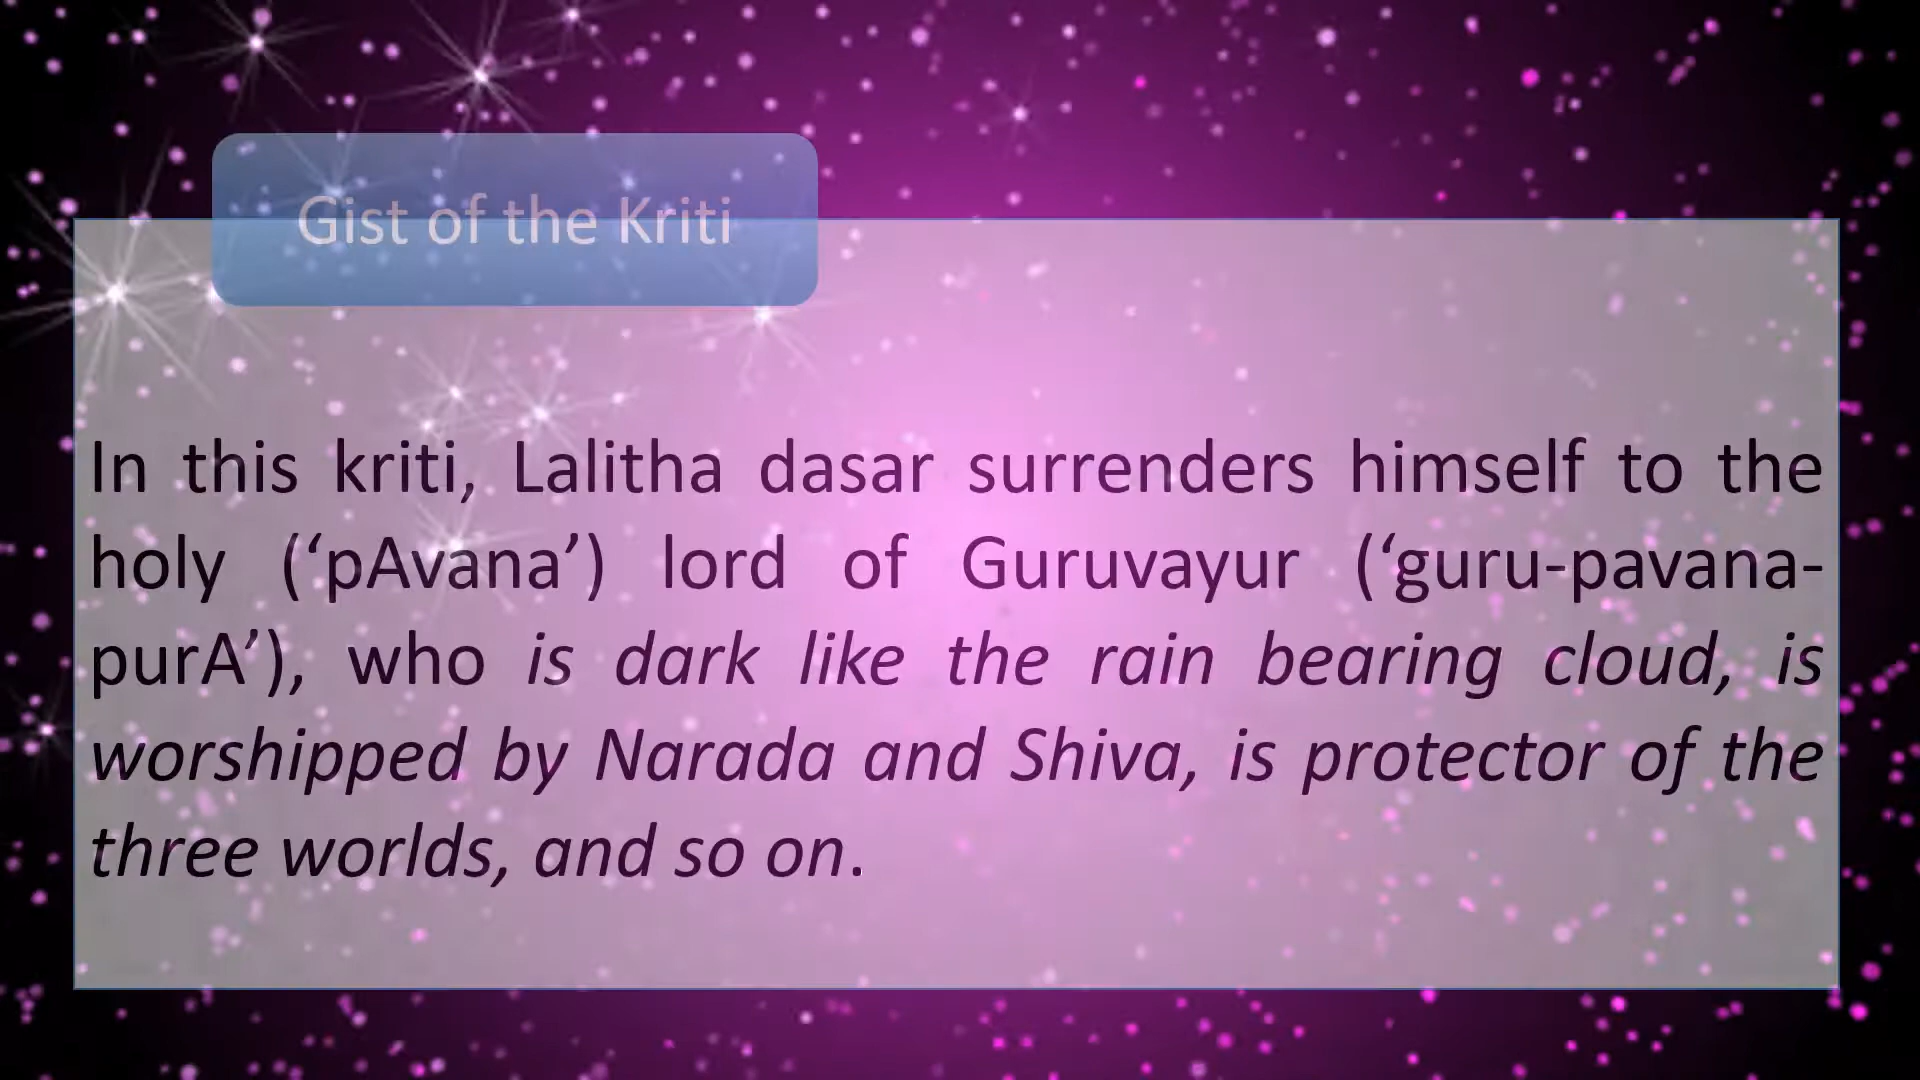 Gist of the Kriti
In this kriti, Lalitha dasar surrenders himself to the
holy (‘pAvana’) lord of Guruvayur (‘guru-pavana-
purA’), who is dark like the rain bearing cloud, is
worshipped by Narada and Shiva, is protector of the
three worlds, and so on.